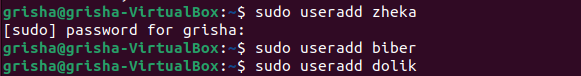 grisha@grisha-VirtualBox:~$ sudo useradd zheka
[sudo] password for grisha:
grisha@grisha-VirtualBox:~$ sudo useradd biber
grisha@grisha-VirtualBox:~$ sudo useradd dolik